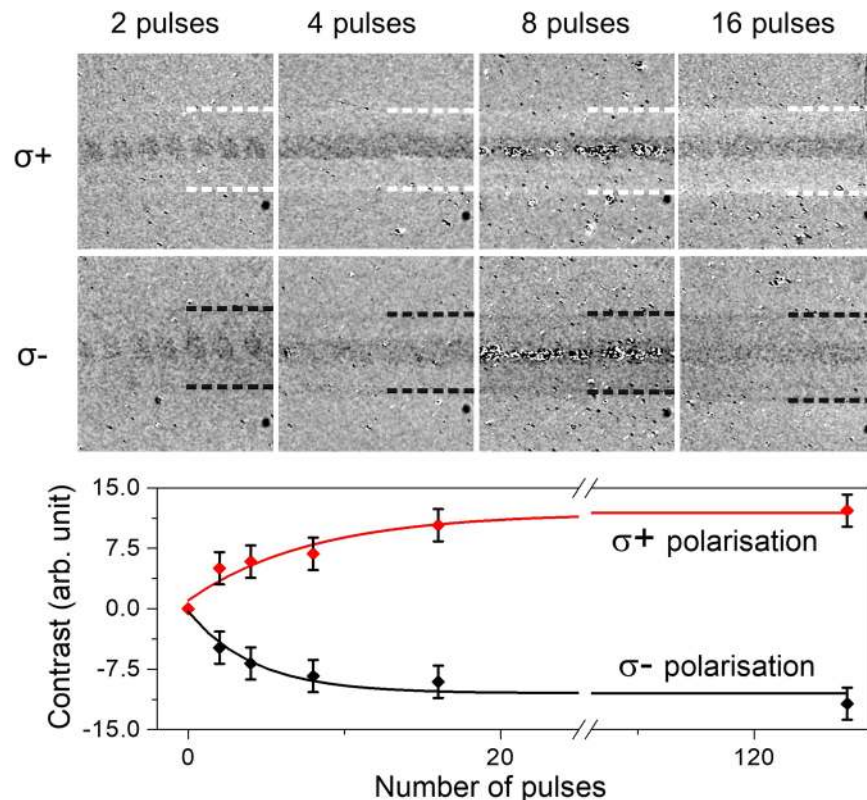 2 pulses 4 pulses 8 pulses 16 pulses
σ+
σ-
15.0
7.5
0.0
-7.5
-15.0
Contrast (arb. unit)
σ+ polarisation
σ- polarisation
0 20 120
Number of pulses